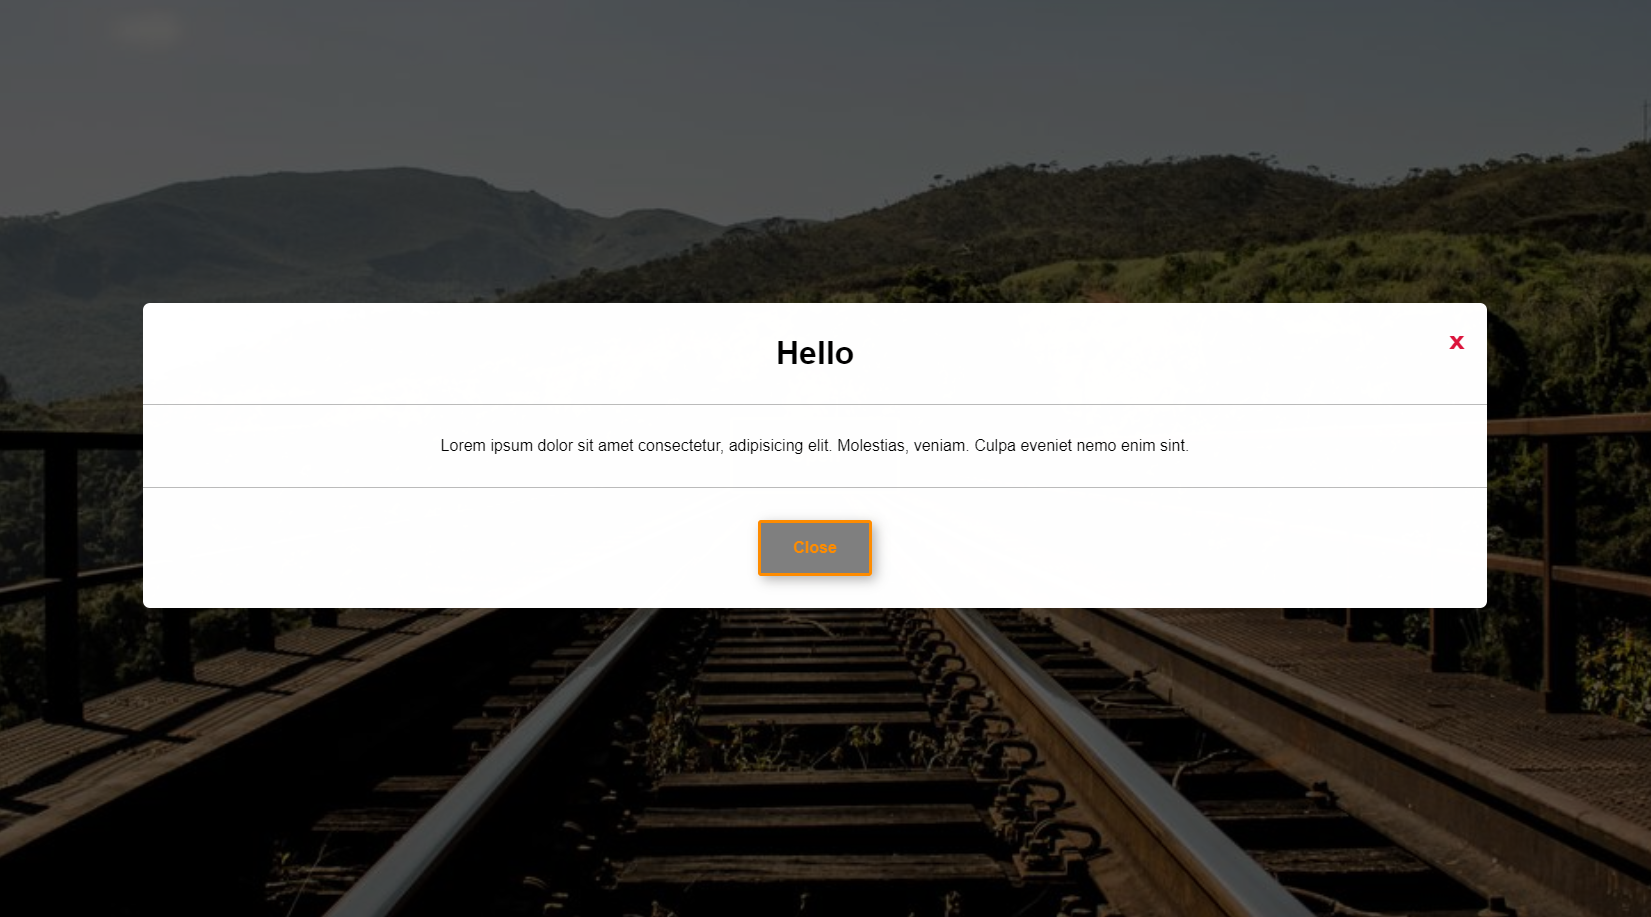 Hello
x
Lorem ipsum dolor sit amet consectetur, adipisicing elit. Molestias, veniam. Culpa eveniet nemo enim sint.
Close